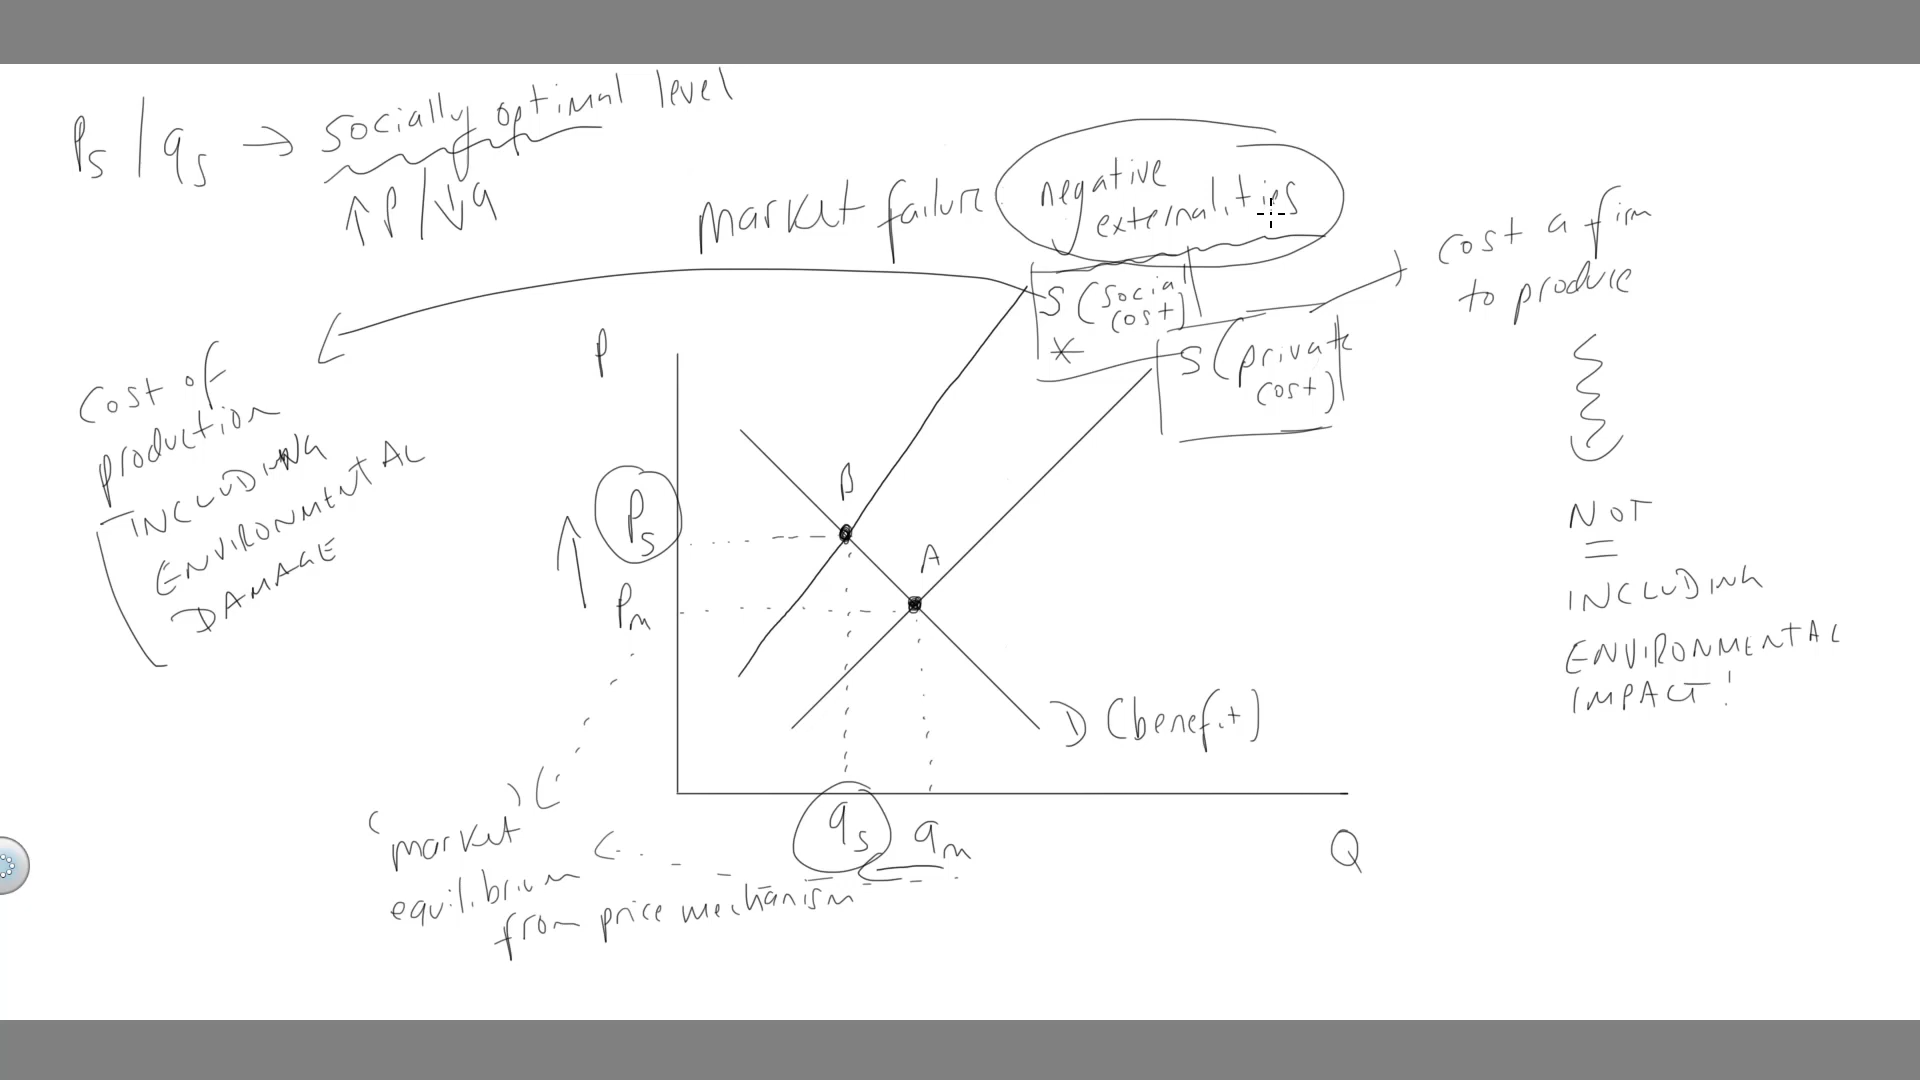 Ps / qs → socially optimal level
↑P/↓q
market failure
negative
externalities
cost a firm
to produce
NOT
INCLUDING
ENVIRONMENTAL
IMPACT!
S (social
cost)
*
S (private
cost)
cost of
production
INCLUDING
ENVIRONMENTAL
DAMAGE
P
B
Ps
A
Pm
D (benefit)
qs qm
Q
"market"
equilibrium
from price mechanism